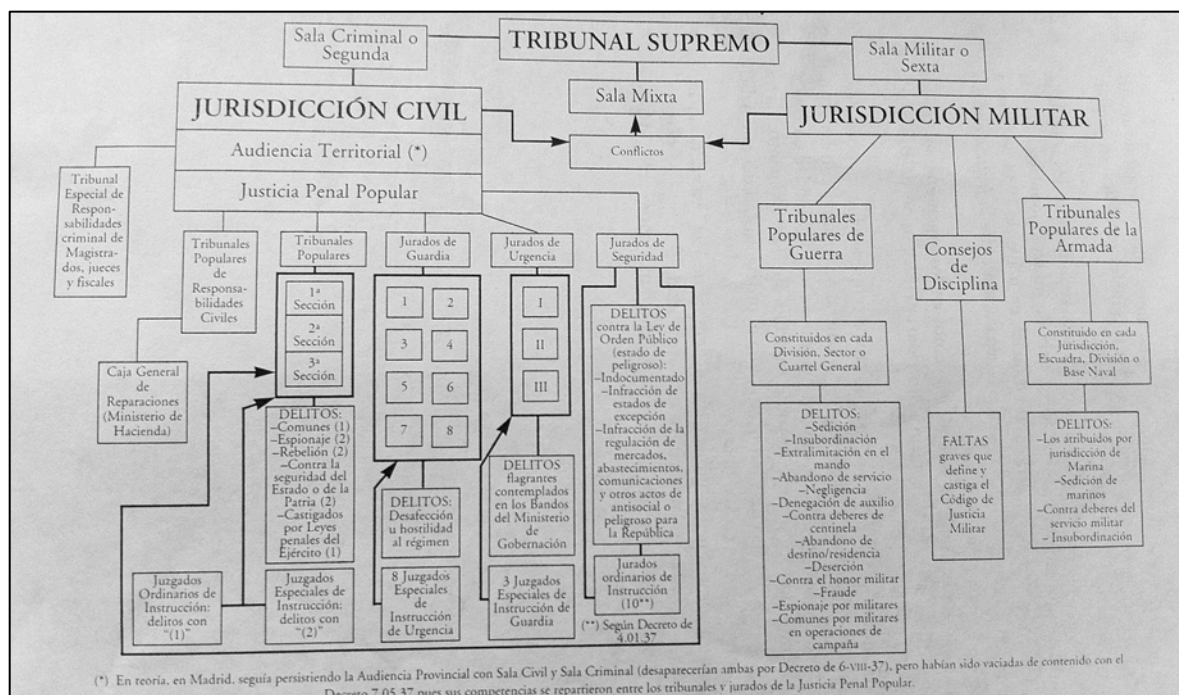 Sala Criminal o
Segunda
TRIBUNAL SUPREMO
Sala Militar o
Sexta
Sala Mixta
JURISDICCIÓN CIVIL
JURISDICCIÓN MILITAR
Conflictos
Audiencia Territorial (*)
Justicia Penal Popular
Tribunal
Especial de
Respon-
sabilidades
criminal de
Magistra-
dos, jueces
y fiscales
Tribunales
Populares
de
Responsa-
bilidades
Civiles
Caja General de
Reparaciones
(Ministerio de
Hacienda)
Tribunales
Populares
1ª
Sección
2ª
Sección
3ª
Sección
DELITOS:
–Comunes (1)
–Espionaje (2)
–Rebelión (2)
–Contra la
seguridad del
Estado o de la
Patria (2)
–Castigados
por Leyes
penales del
Ejército (1)
Juzgados
Ordinarios de
Instrucción:
delitos con
"(1)"
Juzgados
Especiales de
Instrucción:
delitos con
"(2)"
Jurados de
Guardia
1 2
3 4
5 6
7 8
DELITOS:
Desafección
u hostilidad
al régimen
8 Juzgados
Especiales
de
Instrucción
de Urgencia
Jurados de
Urgencia
I
II
III
DELITOS
flagrantes
contemplados
en los Bandos
del Ministerio
de
Gobernación
3 Juzgados
Especiales de
Instrucción de
Guardia
Jurados de
Seguridad
DELITOS
contra la Ley de
Orden Público
(estado de
peligroso):
–Indocumentado
–Infracción de
estados de
excepción
–Infracción de la
regulación de
mercados,
abastecimientos,
comunicaciones
y otros actos de
antisocial o
peligroso para
la República
Jurados
ordinarios de
Instrucción
(10**)
(**) Según Decreto de
4.01.37
Tribunales
Populares de
Guerra
Constituidos en cada
División, Sector o
Cuartel General
DELITOS:
–Sedición
–Insubordinación
–Extralimitación en
el mando
–Abandono de servicio
–Negligencia
–Denegación de auxilio
–Contra deberes de
centinela
–Abandono de
destino/residencia
–Deserción
–Contra el honor militar
–Fraude
–Espionaje por militares
–Comunes por militares
en operaciones de
campaña
Consejos
de
Disciplina
FALTAS
graves que
define y
castiga el
Código de
Justicia
Militar
Tribunales
Populares de la
Armada
Constituido en cada
Jurisdicción,
Escuadra, División o
Base Naval
DELITOS:
–Los atribuidos por
jurisdicción de
Marina
–Sedición de
marinos
–Contra deberes del
servicio militar
– Insubordinación
(*) En teoría, en Madrid, seguía persistiendo la Audiencia Provincial con Sala Civil y Sala Criminal (desaparecerían ambas por Decreto de 6-VIII-37), pero habían sido vaciadas de contenido con el
Decreto 7.05.37 pues sus competencias se repartieron entre los tribunales y jurados de la Justicia Penal Popular.